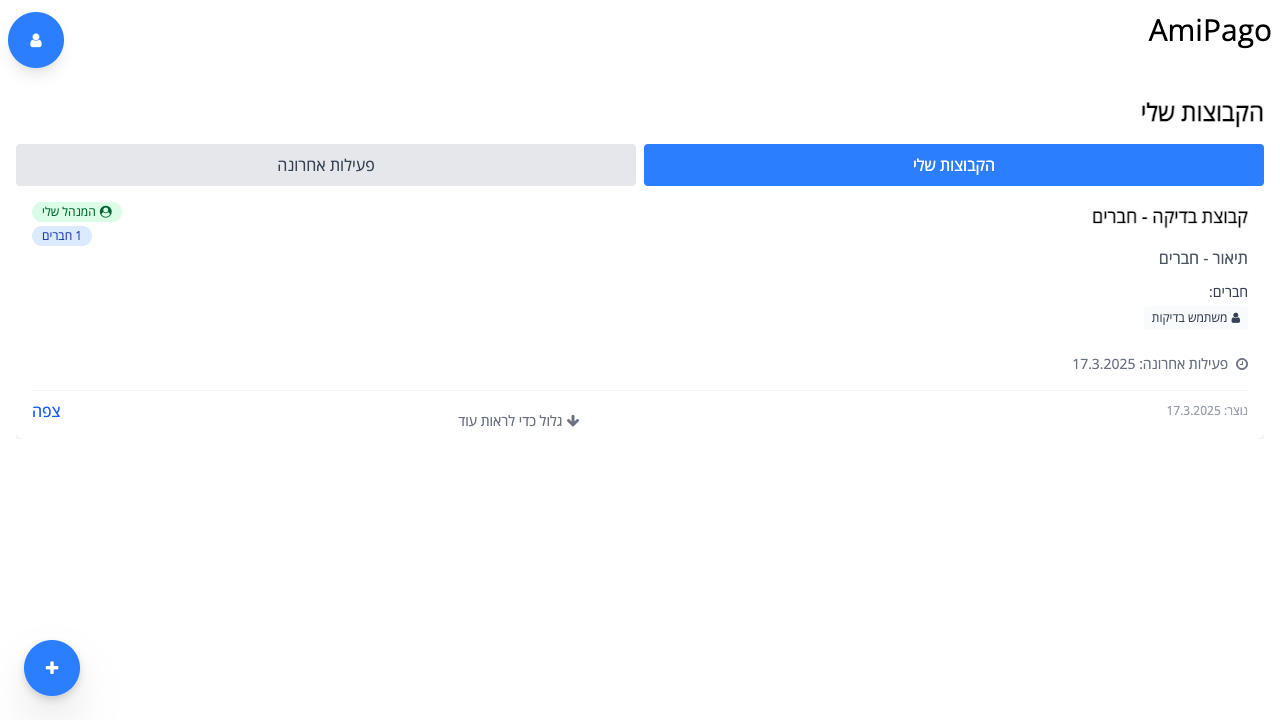 AmiPago
הקבוצות שלי
הקבוצות שלי
פעילות אחרונה
קבוצת בדיקה - חברים
המנהל שלי
1 חברים
תיאור - חברים
חברים:
משתמש בדיקות
פעילות אחרונה: 17.3.2025
נוצר: 17.3.2025
גלול כדי לראות עוד
צפה